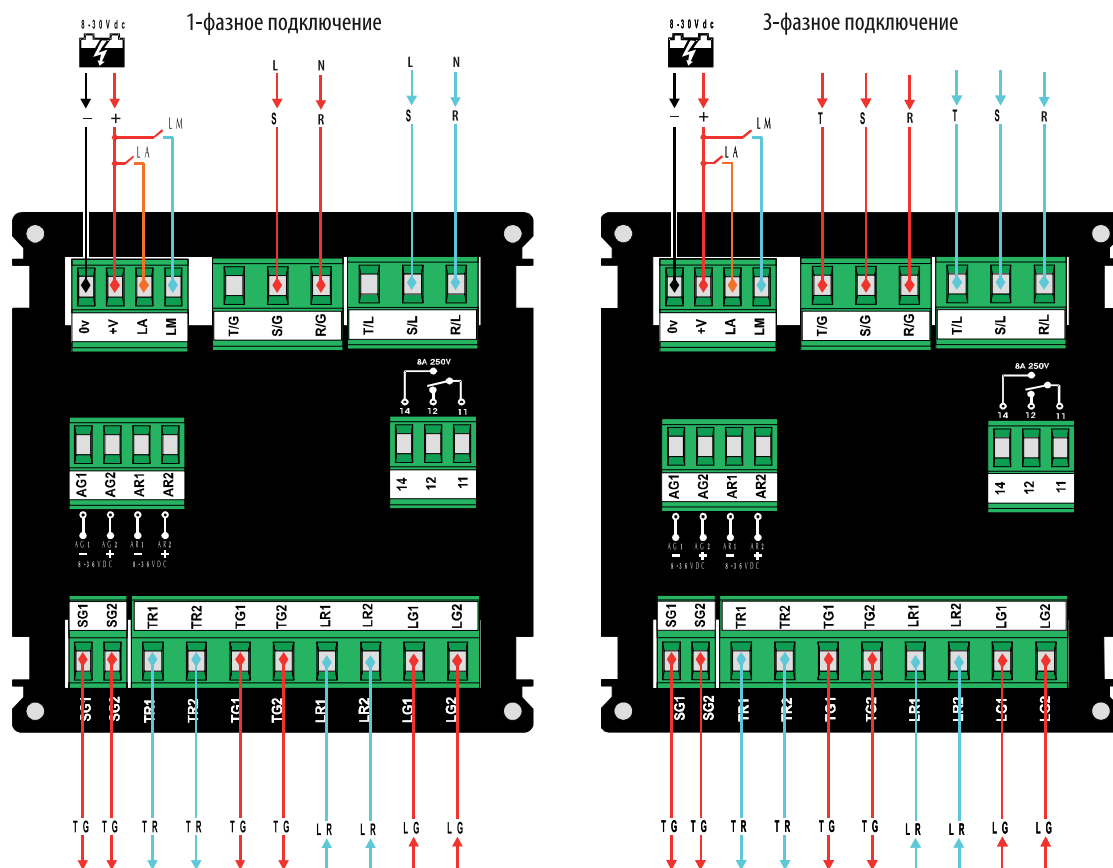 1-фазное подключение
8-30Vdc
L N L N
− + S R S R
LM
LA
0v +V LA LM T/G S/G R/G T/L S/L R/L
8A 250V
14 12 11
AG1 AG2 AR1 AR2
14 12 11
AG1 AG2 AR1 AR2
− + − +
8-36VDC
SG1 SG2 TR1 TR2 TG1 TG2 LR1 LR2 LG1 LG2
SG1 SG2 TR1 TR2 TG1 TG2 LR1 LR2 LG1 LG2
TG TG TR TR TG TG LR LR LG LG
3-фазное подключение
8-30Vdc
− + T S R T S R
LM
LA
0v +V LA LM T/G S/G R/G T/L S/L R/L
8A 250V
14 12 11
AG1 AG2 AR1 AR2
14 12 11
AG1 AG2 AR1 AR2
− + − +
8-36VDC 8-36VDC
SG1 SG2 TR1 TR2 TG1 TG2 LR1 LR2 LG1 LG2
SG1 SG2 TR1 TR2 TG1 TG2 LR1 LR2 LG1 LG2
TG TG TR TR TG TG LR LR LG LG